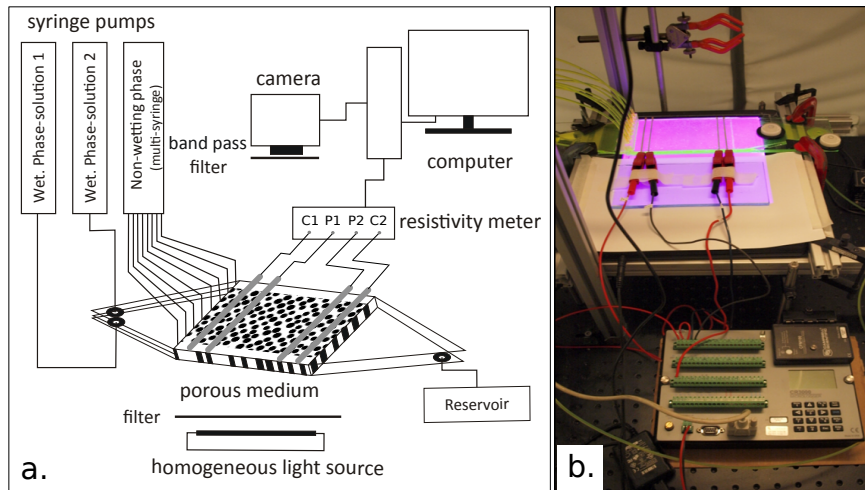 syringe pumps
Wet. Phase-solution 1
Wet. Phase-solution 2
Non-wetting phase
(multi-syringe)
camera
band pass
filter
computer
C1 P1 P2 C2
resistivity meter
porous medium
filter
Reservoir
homogeneous light source
a.
b.